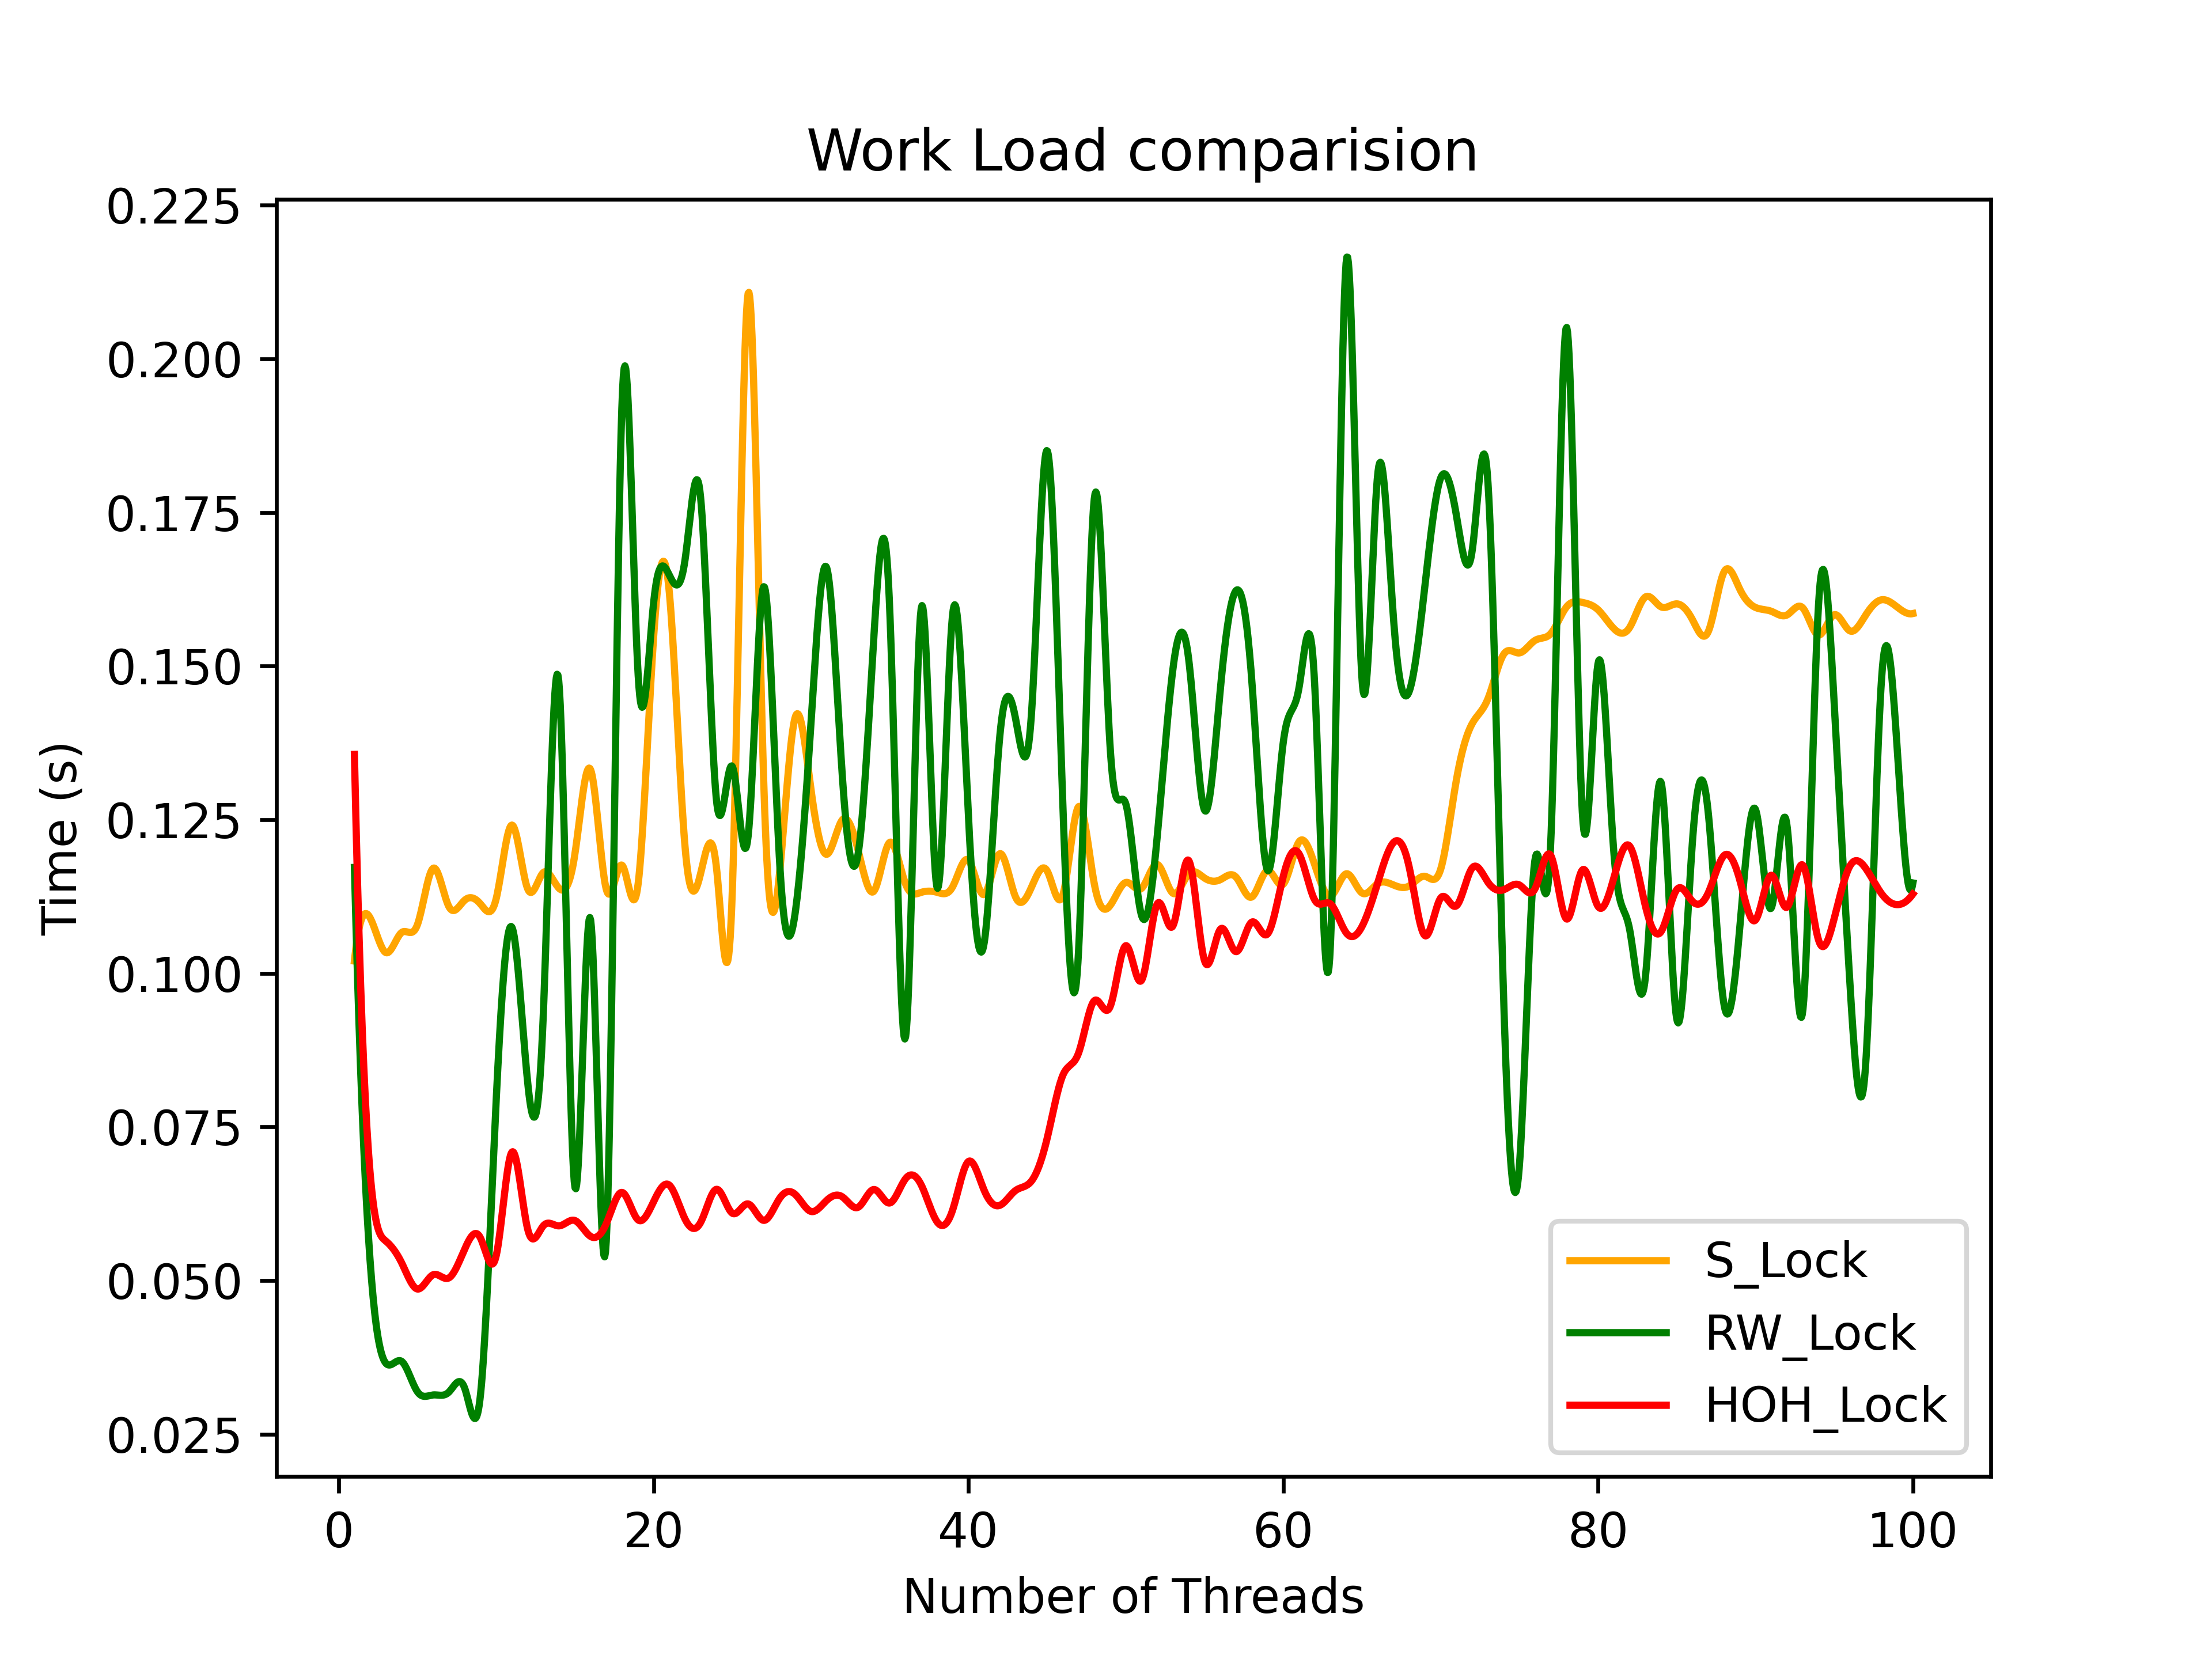 Work Load comparision
0.225
0.200
0.175
0.150
0.125
0.100
0.075
0.050
0.025
Time (s)
S_Lock
RW_Lock
HOH_Lock
0 20 40 60 80 100
Number of Threads